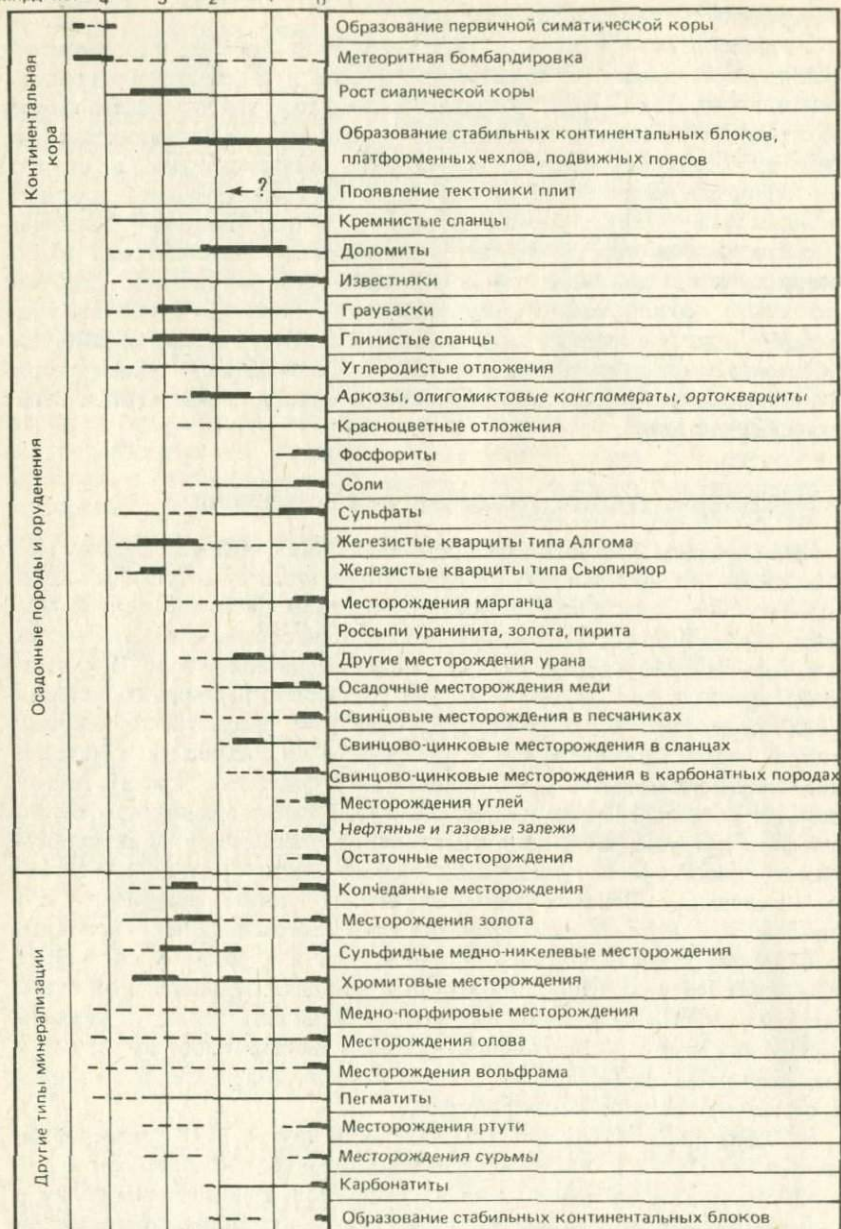 4 3 2 1 0
Континентальная
кора
Образование первичной симатической коры
Метеоритная бомбардировка
Рост сиалической коры
Образование стабильных континентальных блоков,
платформенных чехлов, подвижных поясов
?
Проявление тектоники плит
Осадочные породы и оруденения
Кремнистые сланцы
Доломиты
Известняки
Граувакки
Глинистые сланцы
Углеродистые отложения
Аркозы, олигомиктовые конгломераты, ортокварциты
Красноцветные отложения
Фосфориты
Соли
Сульфаты
Железистые кварциты типа Алгома
Железистые кварциты типа Сьюпириор
Месторождения марганца
Россыпи уранинита, золота, пирита
Другие месторождения урана
Осадочные месторождения меди
Свинцовые месторождения в песчаниках
Свинцово-цинковые месторождения в сланцах
Свинцово-цинковые месторождения в карбонатных породах
Месторождения углей
Нефтяные и газовые залежи
Остаточные месторождения
Другие типы минерализации
Колчеданные месторождения
Месторождения золота
Сульфидные медно-никелевые месторождения
Хромитовые месторождения
Медно-порфировые месторождения
Месторождения олова
Месторождения вольфрама
Пегматиты
Месторождения ртути
Месторождения сурьмы
Карбонатиты
Образование стабильных континентальных блоков